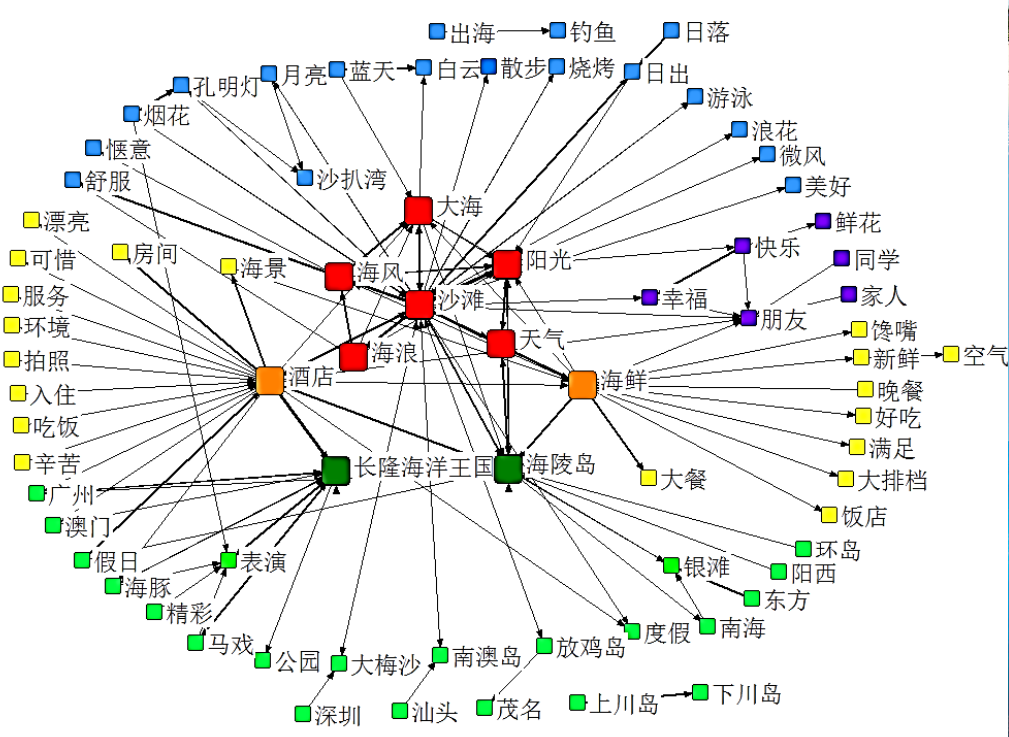 出海
钓鱼
日落
孔明灯
月亮
蓝天
白云
散步
烧烤
日出
烟花
游泳
惬意
浪花
微风
舒服
沙扒湾
美好
漂亮
大海
鲜花
可惜
房间
海景
海风
阳光
快乐
同学
服务
沙滩
幸福
家人
环境
海浪
天气
朋友
馋嘴
拍照
酒店
海鲜
新鲜
空气
入住
晚餐
吃饭
好吃
辛苦
长隆海洋王国
海陵岛
大餐
满足
广州
大排档
澳门
饭店
假日
表演
银滩
环岛
海豚
阳西
精彩
东方
马戏
公园
大梅沙
南澳岛
放鸡岛
度假
南海
深圳
汕头
茂名
上川岛
下川岛